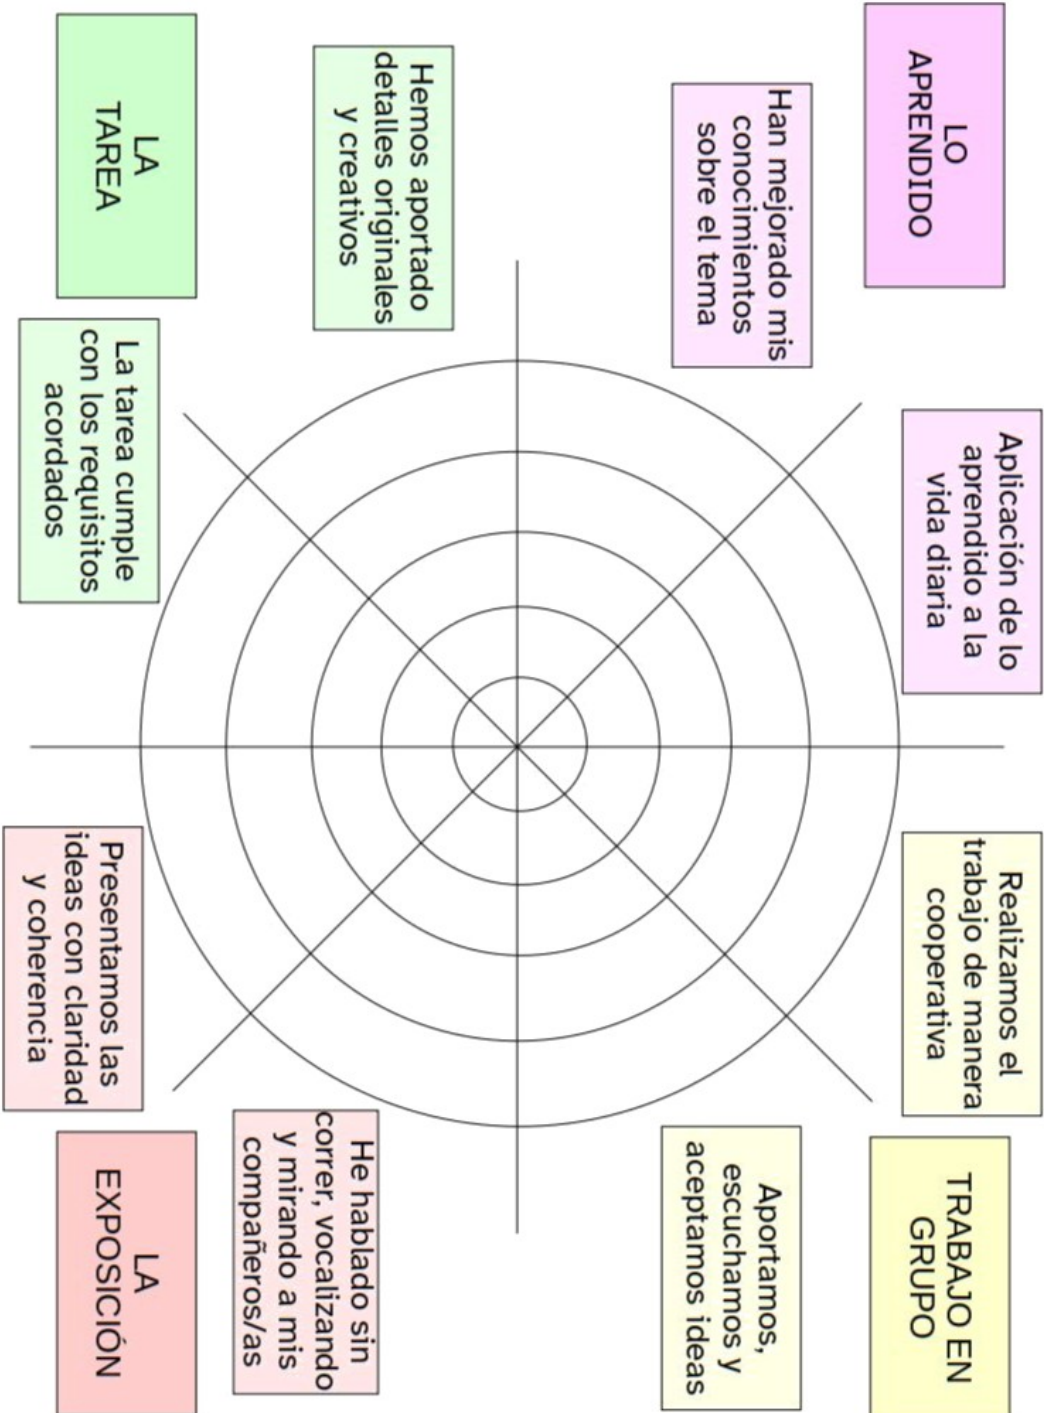 LO
APRENDIDO
Han mejorado mis
conocimientos
sobre el tema
Aplicación de lo
aprendido a la
vida diaria
Realizamos el
trabajo de manera
cooperativa
TRABAJO EN
GRUPO
Aportamos,
escuchamos y
aceptamos ideas
Hemos aportado
detalles originales
y creativos
LA
TAREA
La tarea cumple
con los requisitos
acordados
Presentamos las
ideas con claridad
y coherencia
He hablado sin
correr, vocalizando
y mirando a mis
compañeros/as
LA
EXPOSICIÓN